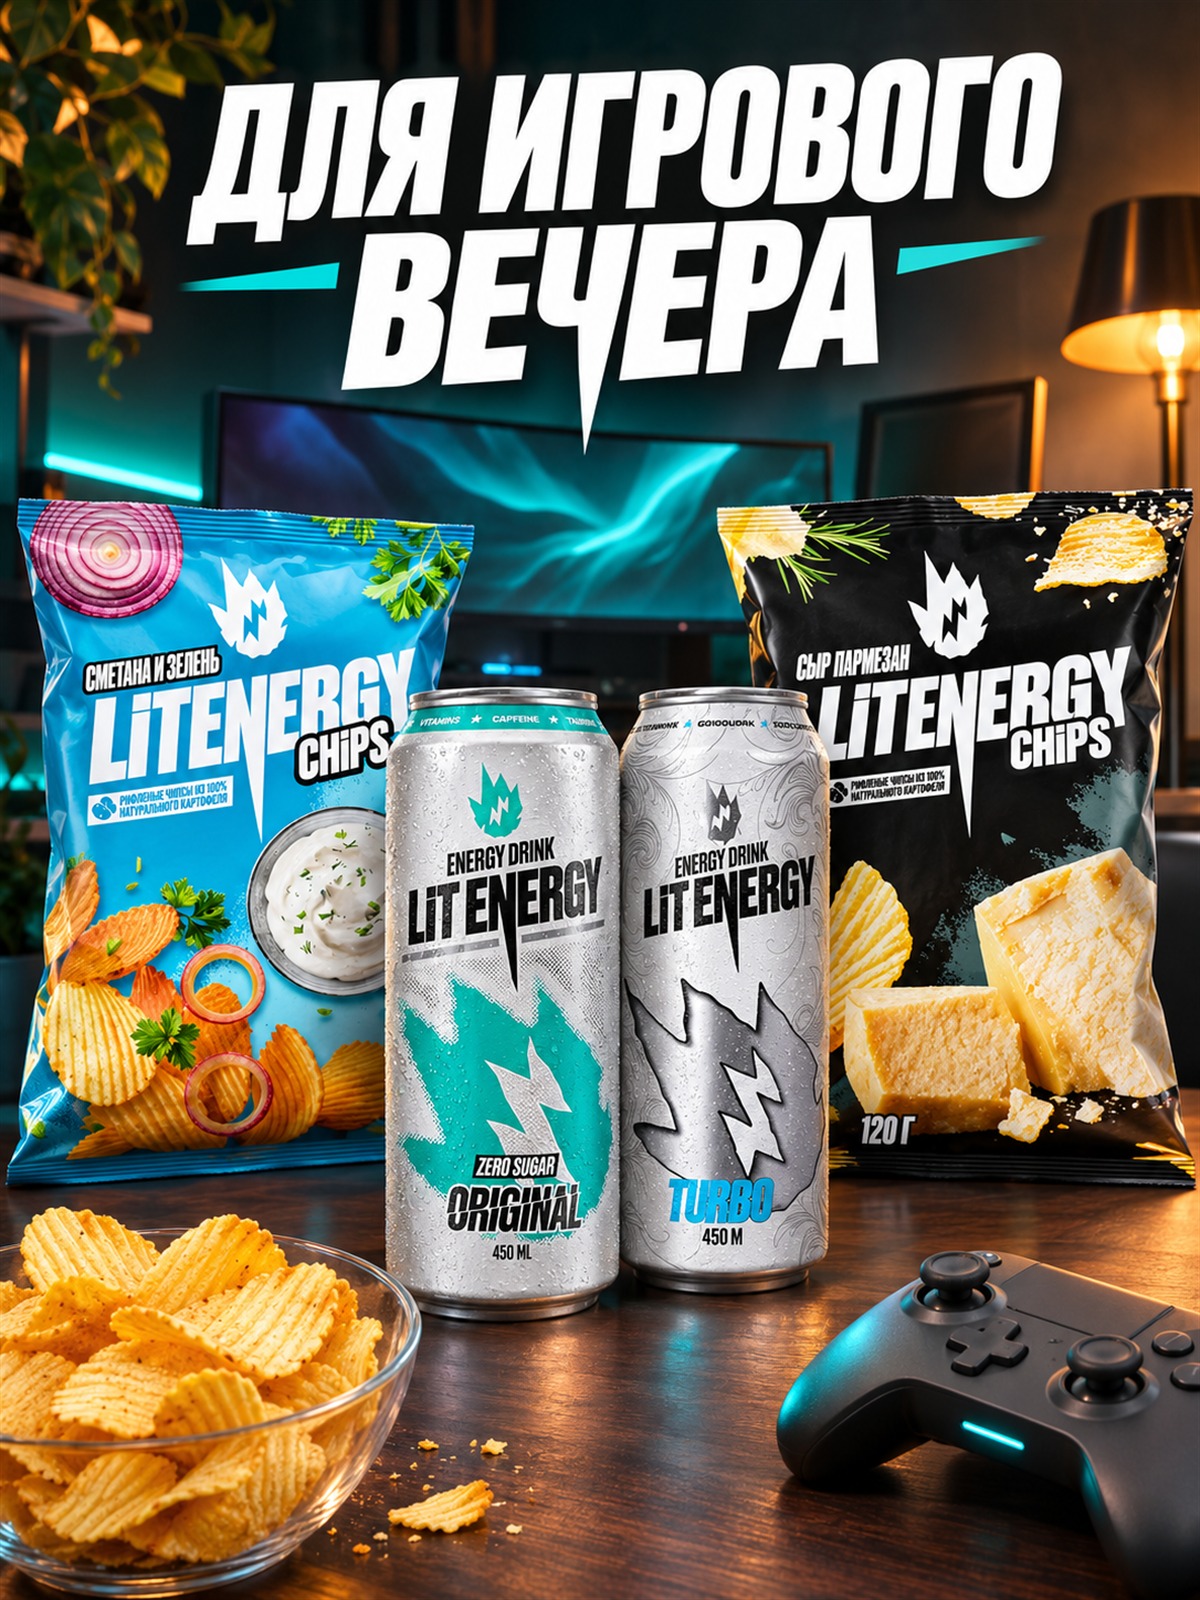 ДЛЯ ИГРОВОГО
ВЕЧЕРА
СМЕТАНА И ЗЕЛЕНЬ
LITENERGY
CHIPS
РИФЛЕНЫЕ ЧИПСЫ ИЗ 100%
НАТУРАЛЬНОГО КАРТОФЕЛЯ
СЫР ПАРМЕЗАН
LITENERGY
CHIPS
РИФЛЕНЫЕ ЧИПСЫ ИЗ 100%
НАТУРАЛЬНОГО КАРТОФЕЛЯ
120 Г
VITAMINS ★ CAFFEINE ★
ENERGY DRINK
LIT ENERGY
ZERO SUGAR
ORIGINAL
450 ML
ENERGY DRINK
LIT ENERGY
TURBO
450 M